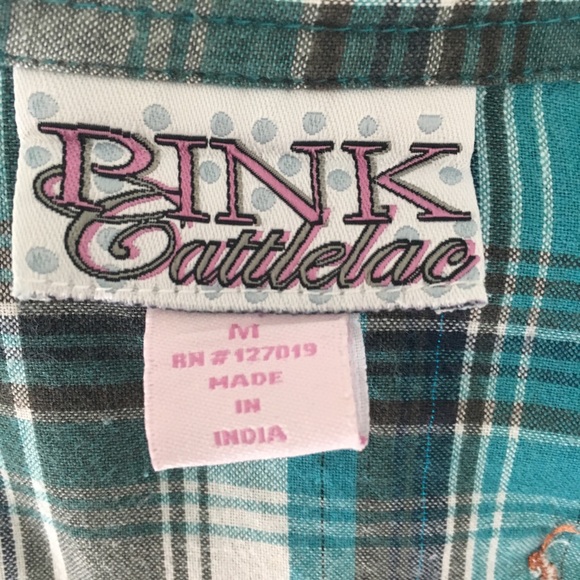 PINK
Cattlelac
M
RN # 127019
MADE
IN
INDIA